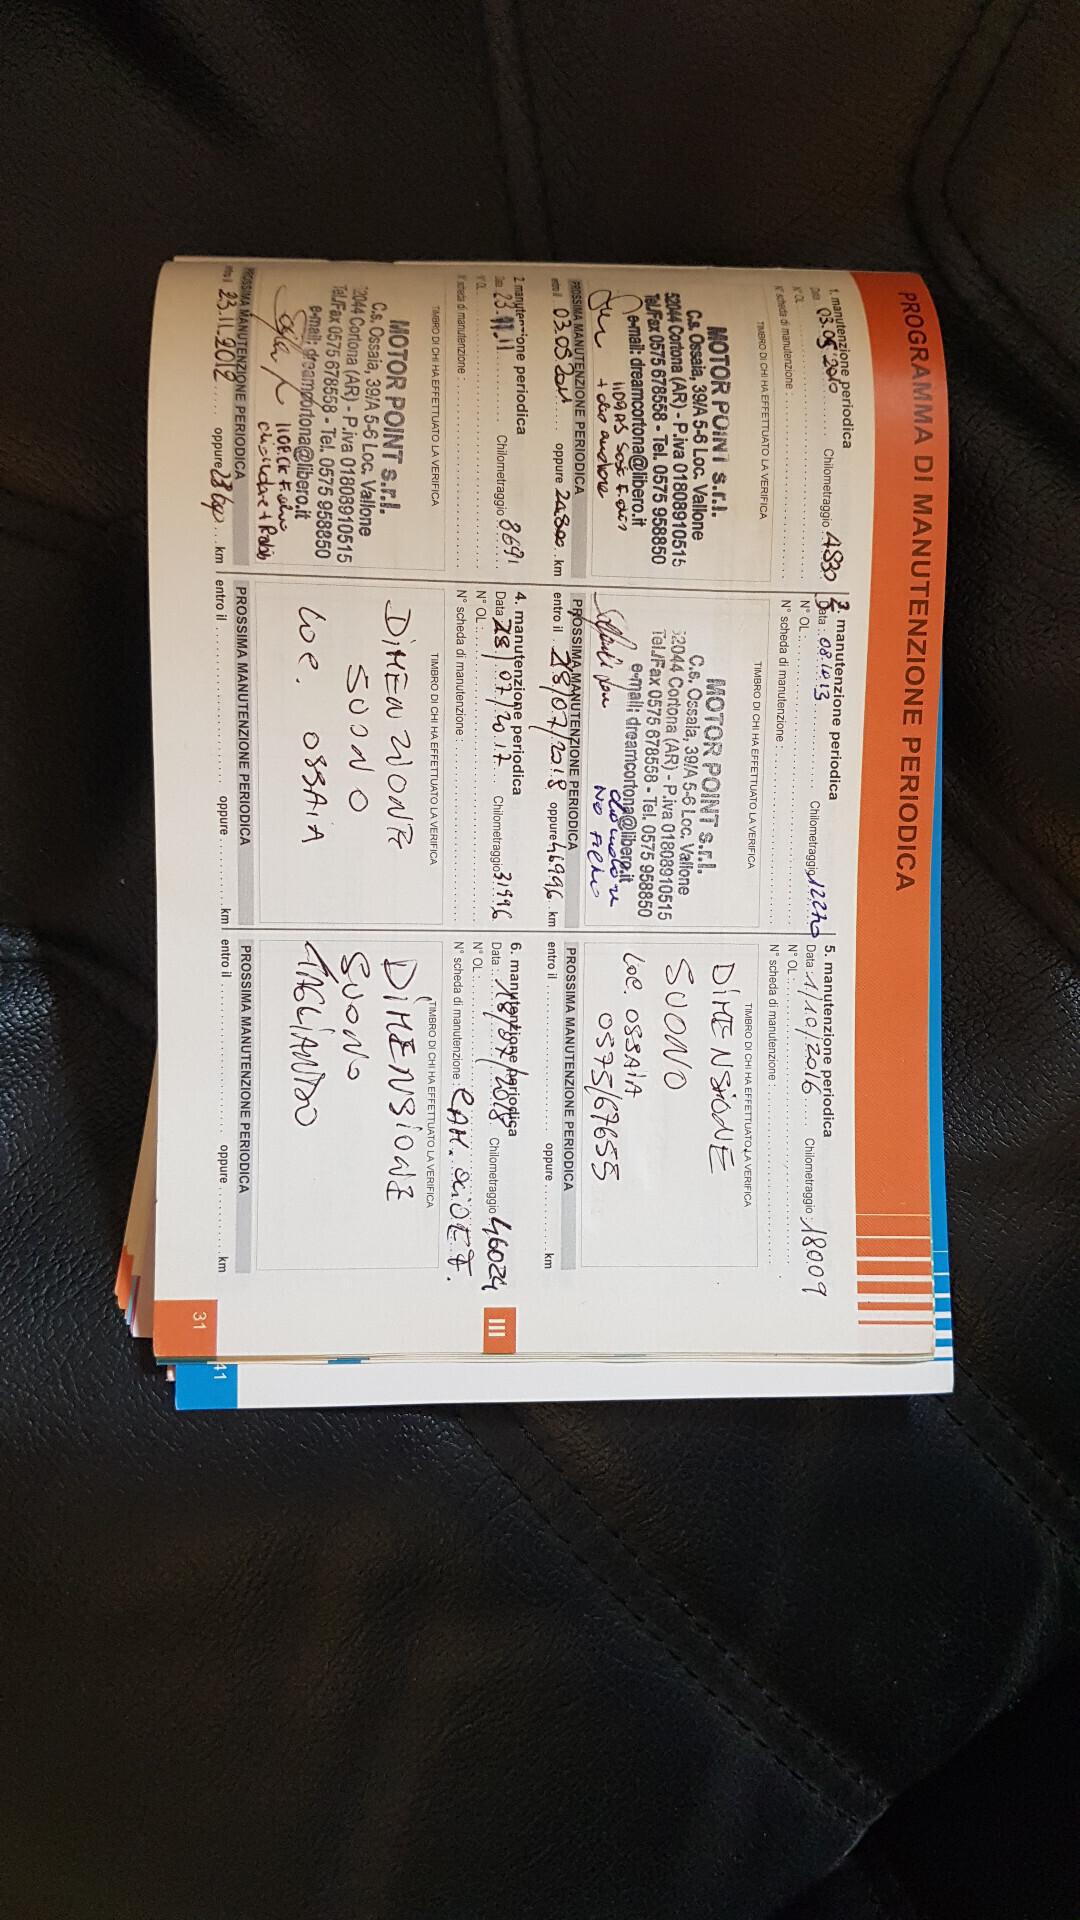 PROGRAMMA DI MANUTENZIONE PERIODICA
1. manutenzione periodica
Data : 03.05.2010 Chilometraggio 4830
N° OL :
N° scheda di manutenzione :
TIMBRO DI CHI HA EFFETTUATO LA VERIFICA
MOTOR POINT s.r.l.
C.s. Ossaia, 39/A 5-6 Loc. Vallone
52044 Cortona (AR) - P.iva 01808910515
Tel./Fax 0575 678558 - Tel. 0575 958850
e-mail: dreamcortona@libero.it
PROSSIMA MANUTENZIONE PERIODICA
entro il oppure 24800 km
2. manutenzione periodica
Data : 23.11.11 Chilometraggio 8691
N° OL :
N° scheda di manutenzione :
TIMBRO DI CHI HA EFFETTUATO LA VERIFICA
MOTOR POINT s.r.l.
C.s. Ossaia, 39/A 5-6 Loc. Vallone
52044 Cortona (AR) - P.iva 01808910515
Tel./Fax 0575 678558 - Tel. 0575 958850
e-mail: dreamportona@libero.it
PROSSIMA MANUTENZIONE PERIODICA
entro il 23.11.2012 oppure km
3. manutenzione periodica
Data : 08.10.13 Chilometraggio
N° OL :
N° scheda di manutenzione :
TIMBRO DI CHI HA EFFETTUATO LA VERIFICA
MOTOR POINT s.r.l.
C.s. Ossaia, 39/A 5-6 Loc. Vallone
52044 Cortona (AR) - P.iva 01808910515
Tel./Fax 0575 678558 - Tel. 0575 958850
e-mail: dreamcortona@libero.it
PROSSIMA MANUTENZIONE PERIODICA
entro il 28/07/2018 oppure 46996 km
4. manutenzione periodica
Data 28/07/2017 Chilometraggio 31996
N° OL :
N° scheda di manutenzione :
TIMBRO DI CHI HA EFFETTUATO LA VERIFICA
DIMENZIONE
SUONO
LOC. OSSAIA
PROSSIMA MANUTENZIONE PERIODICA
entro il oppure km
5. manutenzione periodica
Data : 1/10/2016 Chilometraggio 18009
N° OL :
N° scheda di manutenzione :
TIMBRO DI CHI HA EFFETTUATO LA VERIFICA
DIMENSIONE
SUONO
LOC. OSSAIA
0575/67655
PROSSIMA MANUTENZIONE PERIODICA
entro il oppure km
6. manutenzione periodica
Data : 18/07/2018 Chilometraggio 46024
N° OL :
N° scheda di manutenzione :
TIMBRO DI CHI HA EFFETTUATO LA VERIFICA
DIMENSIONE
SUONO
TAGLIANDO
PROSSIMA MANUTENZIONE PERIODICA
entro il oppure km
III
31
41